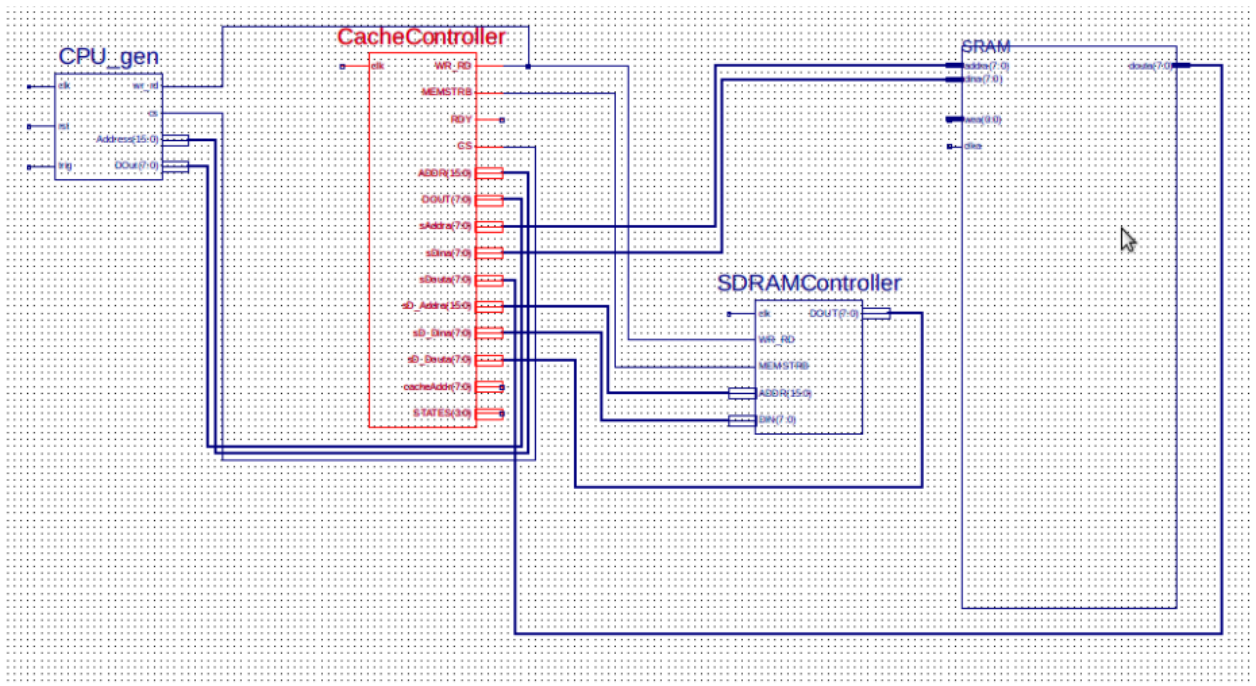 CPU_gen
clk
wr_rd
cs
rst
Address(15:0)
trig
DOut(7:0)
CacheController
clk
WR_RD
MEMSTRB
RDY
CS
ADDR(15:0)
DOUT(7:0)
sAddra(7:0)
sDina(7:0)
sDouta(7:0)
sD_Addra(15:0)
sD_Dina(7:0)
sD_Douta(7:0)
cacheAddr(7:0)
STATES(3:0)
SDRAMController
clk
DOUT(7:0)
WR_RD
MEMSTRB
ADDR(15:0)
DIN(7:0)
SRAM
addra(7:0)
douta(7:0)
dina(7:0)
wea(0:0)
clka